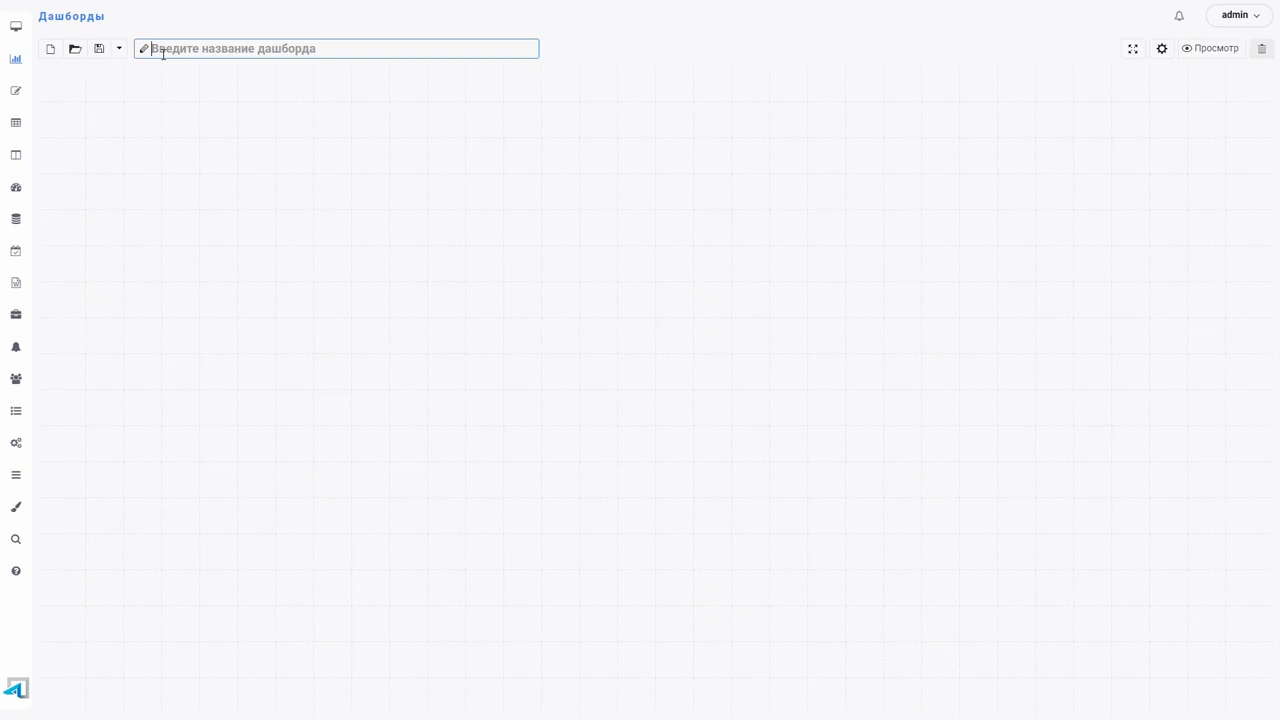 Дашборды
admin
Введите название дашборда
Просмотр